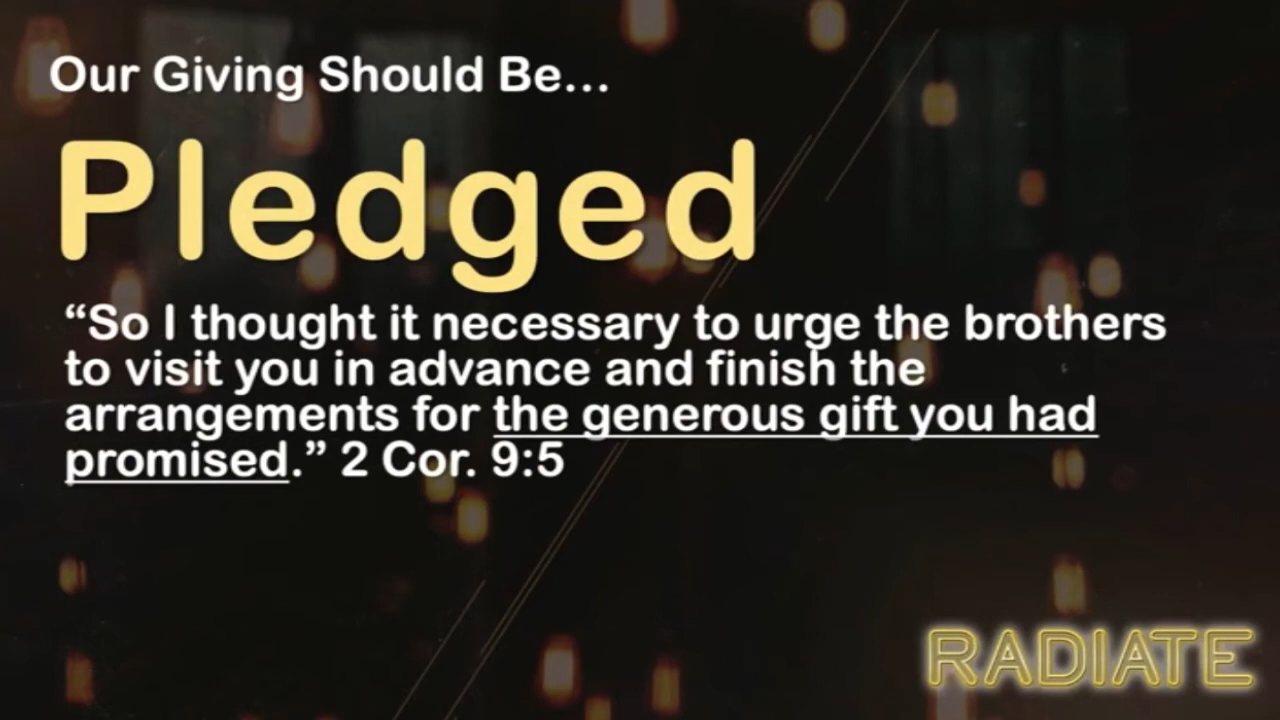 Our Giving Should Be...
Pledged
“So I thought it necessary to urge the brothers
to visit you in advance and finish the
arrangements for the generous gift you had
promised.” 2 Cor. 9:5
RADIATE